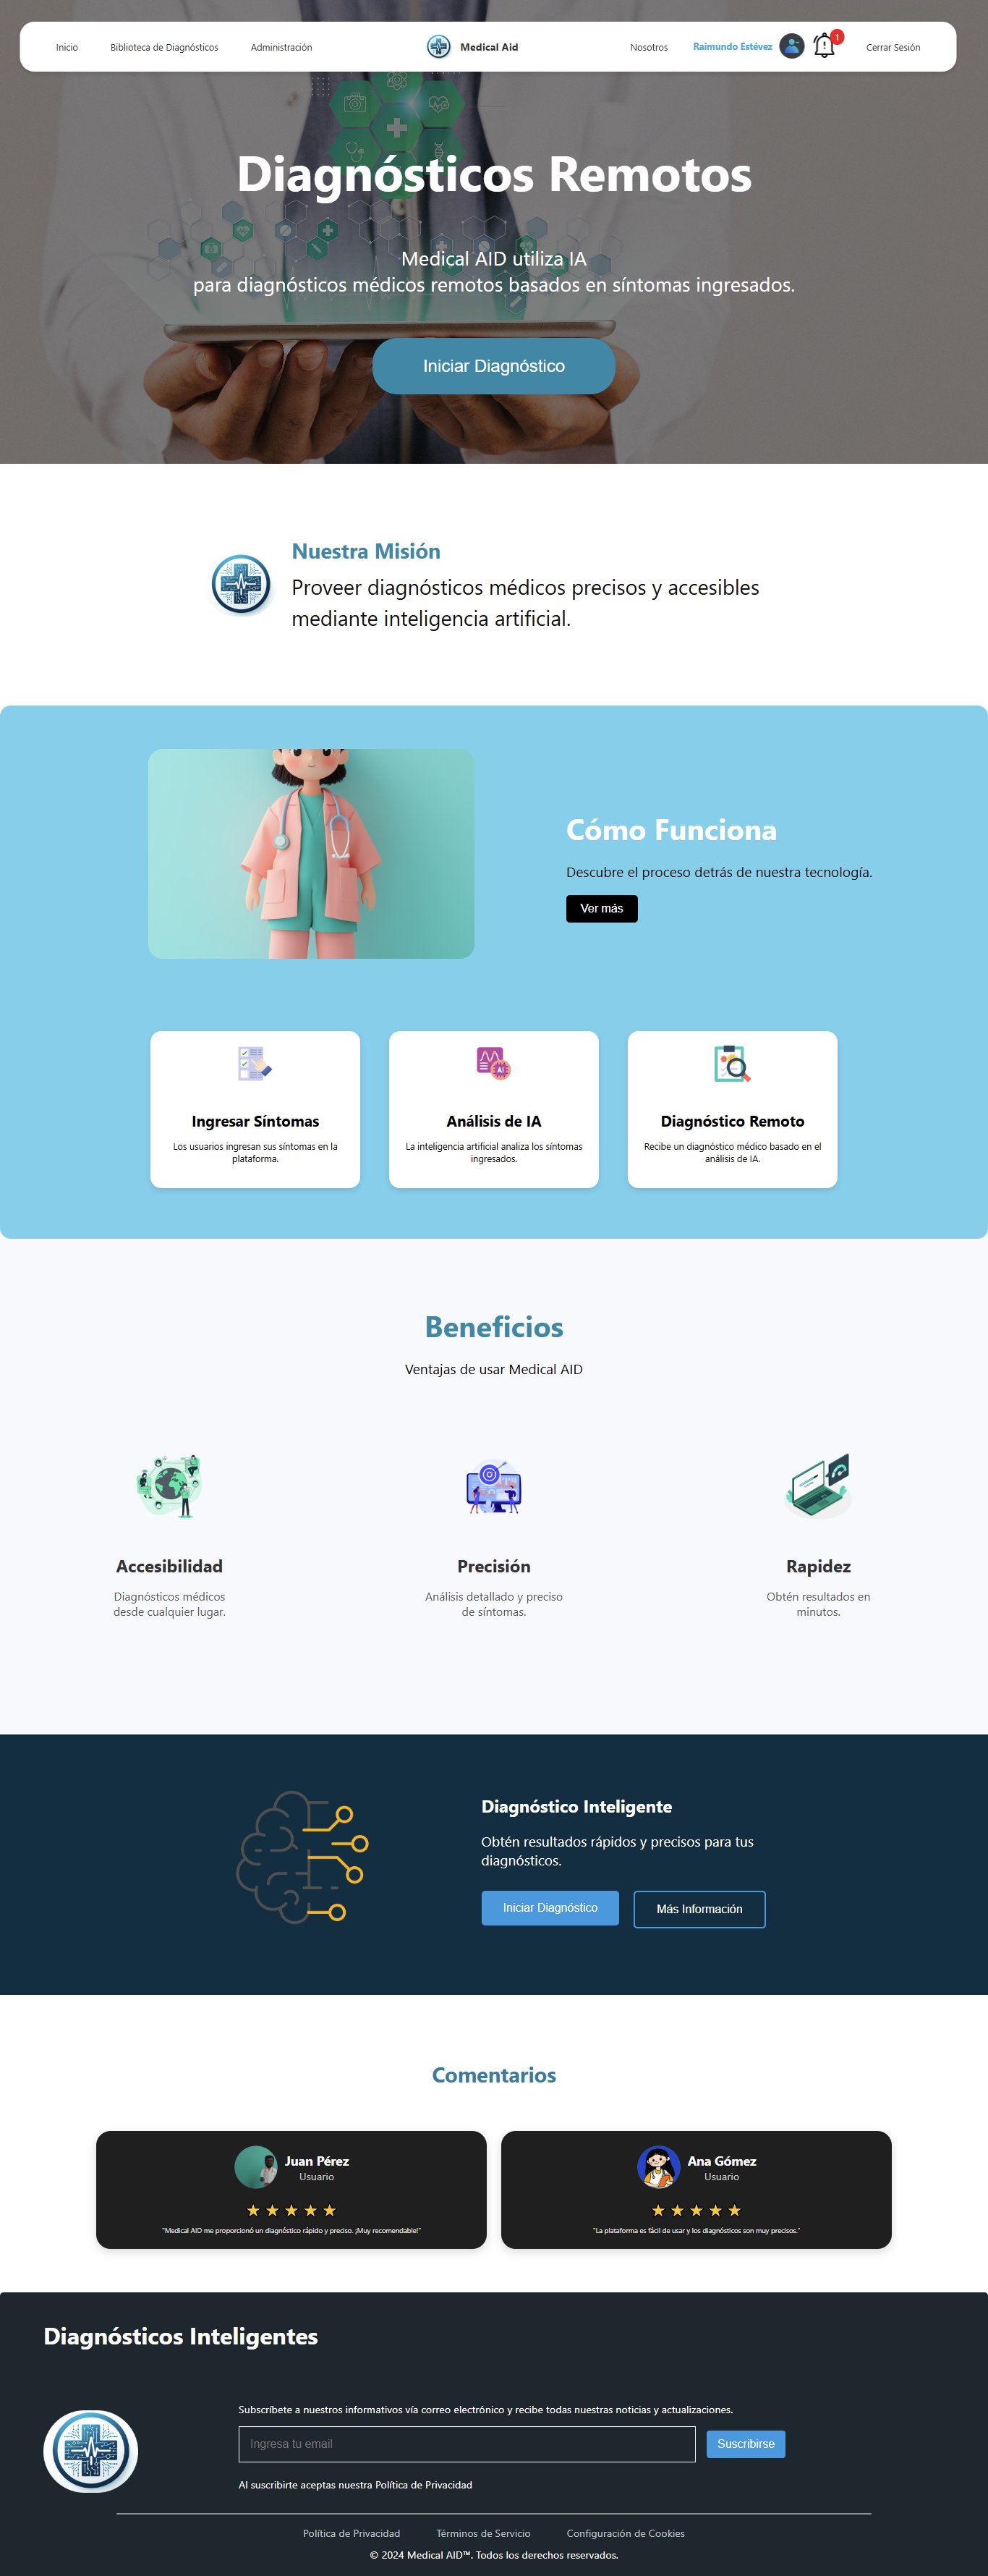 Inicio
Biblioteca de Diagnósticos
Administración
Medical Aid
Nosotros
Raimundo Estévez
1
Cerrar Sesión
Diagnósticos Remotos
Medical AID utiliza IA
para diagnósticos médicos remotos basados en síntomas ingresados.
Iniciar Diagnóstico
Nuestra Misión
Proveer diagnósticos médicos precisos y accesibles
mediante inteligencia artificial.
Cómo Funciona
Descubre el proceso detrás de nuestra tecnología.
Ver más
Ingresar Síntomas
Los usuarios ingresan sus síntomas en la
plataforma.
AI
Análisis de IA
La inteligencia artificial analiza los síntomas
ingresados.
Diagnóstico Remoto
Recibe un diagnóstico médico basado en el
análisis de IA.
Beneficios
Ventajas de usar Medical AID
Accesibilidad
Diagnósticos médicos
desde cualquier lugar.
Precisión
Análisis detallado y preciso
de síntomas.
Rapidez
Obtén resultados en
minutos.
Diagnóstico Inteligente
Obtén resultados rápidos y precisos para tus
diagnósticos.
Iniciar Diagnóstico
Más Información
Comentarios
Juan Pérez
Usuario
"Medical AID me proporcionó un diagnóstico rápido y preciso. ¡Muy recomendable!"
Ana Gómez
Usuario
"La plataforma es fácil de usar y los diagnósticos son muy precisos."
Diagnósticos Inteligentes
Subscríbete a nuestros informativos vía correo electrónico y recibe todas nuestras noticias y actualizaciones.
Ingresa tu email
Suscribirse
Al suscribirte aceptas nuestra Política de Privacidad
Política de Privacidad
Términos de Servicio
Configuración de Cookies
© 2024 Medical AID™. Todos los derechos reservados.